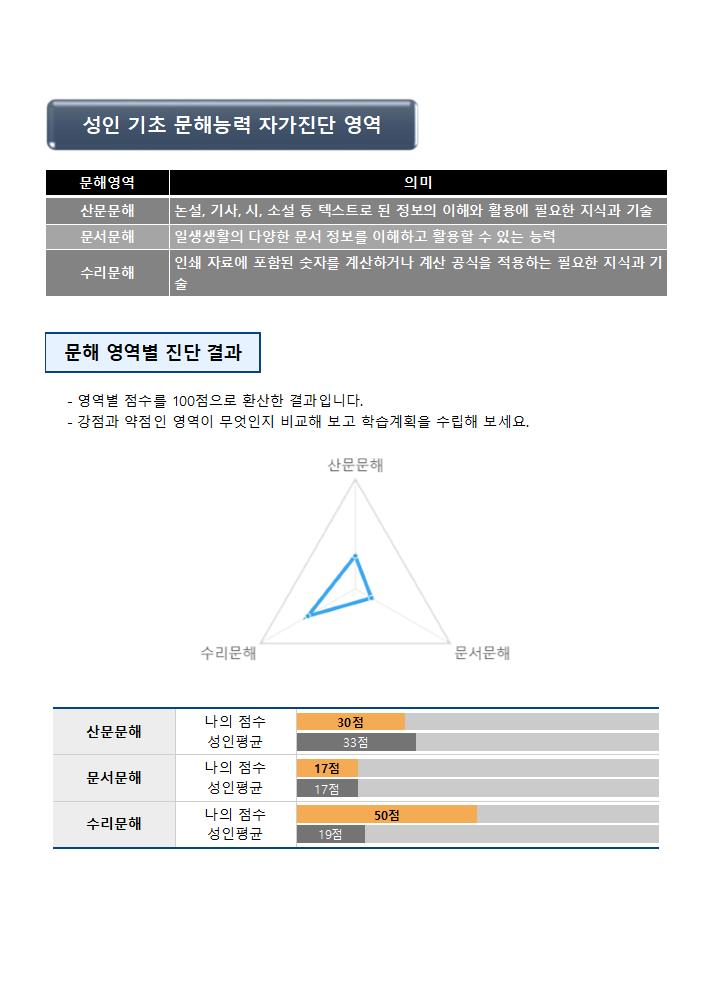 성인 기초 문해능력 자가진단 영역
문해영역 의미
산문문해 논설, 기사, 시, 소설 등 텍스트로 된 정보의 이해와 활용에 필요한 지식과 기술
문서문해 일생생활의 다양한 문서 정보를 이해하고 활용할 수 있는 능력
수리문해 인쇄 자료에 포함된 숫자를 계산하거나 계산 공식을 적용하는 필요한 지식과 기
술
문해 영역별 진단 결과
- 영역별 점수를 100점으로 환산한 결과입니다.
- 강점과 약점인 영역이 무엇인지 비교해 보고 학습계획을 수립해 보세요.
산문문해
수리문해 문서문해
산문문해 나의 점수 30점
성인평균 33점
문서문해 나의 점수 17점
성인평균 17점
수리문해 나의 점수 50점
성인평균 19점